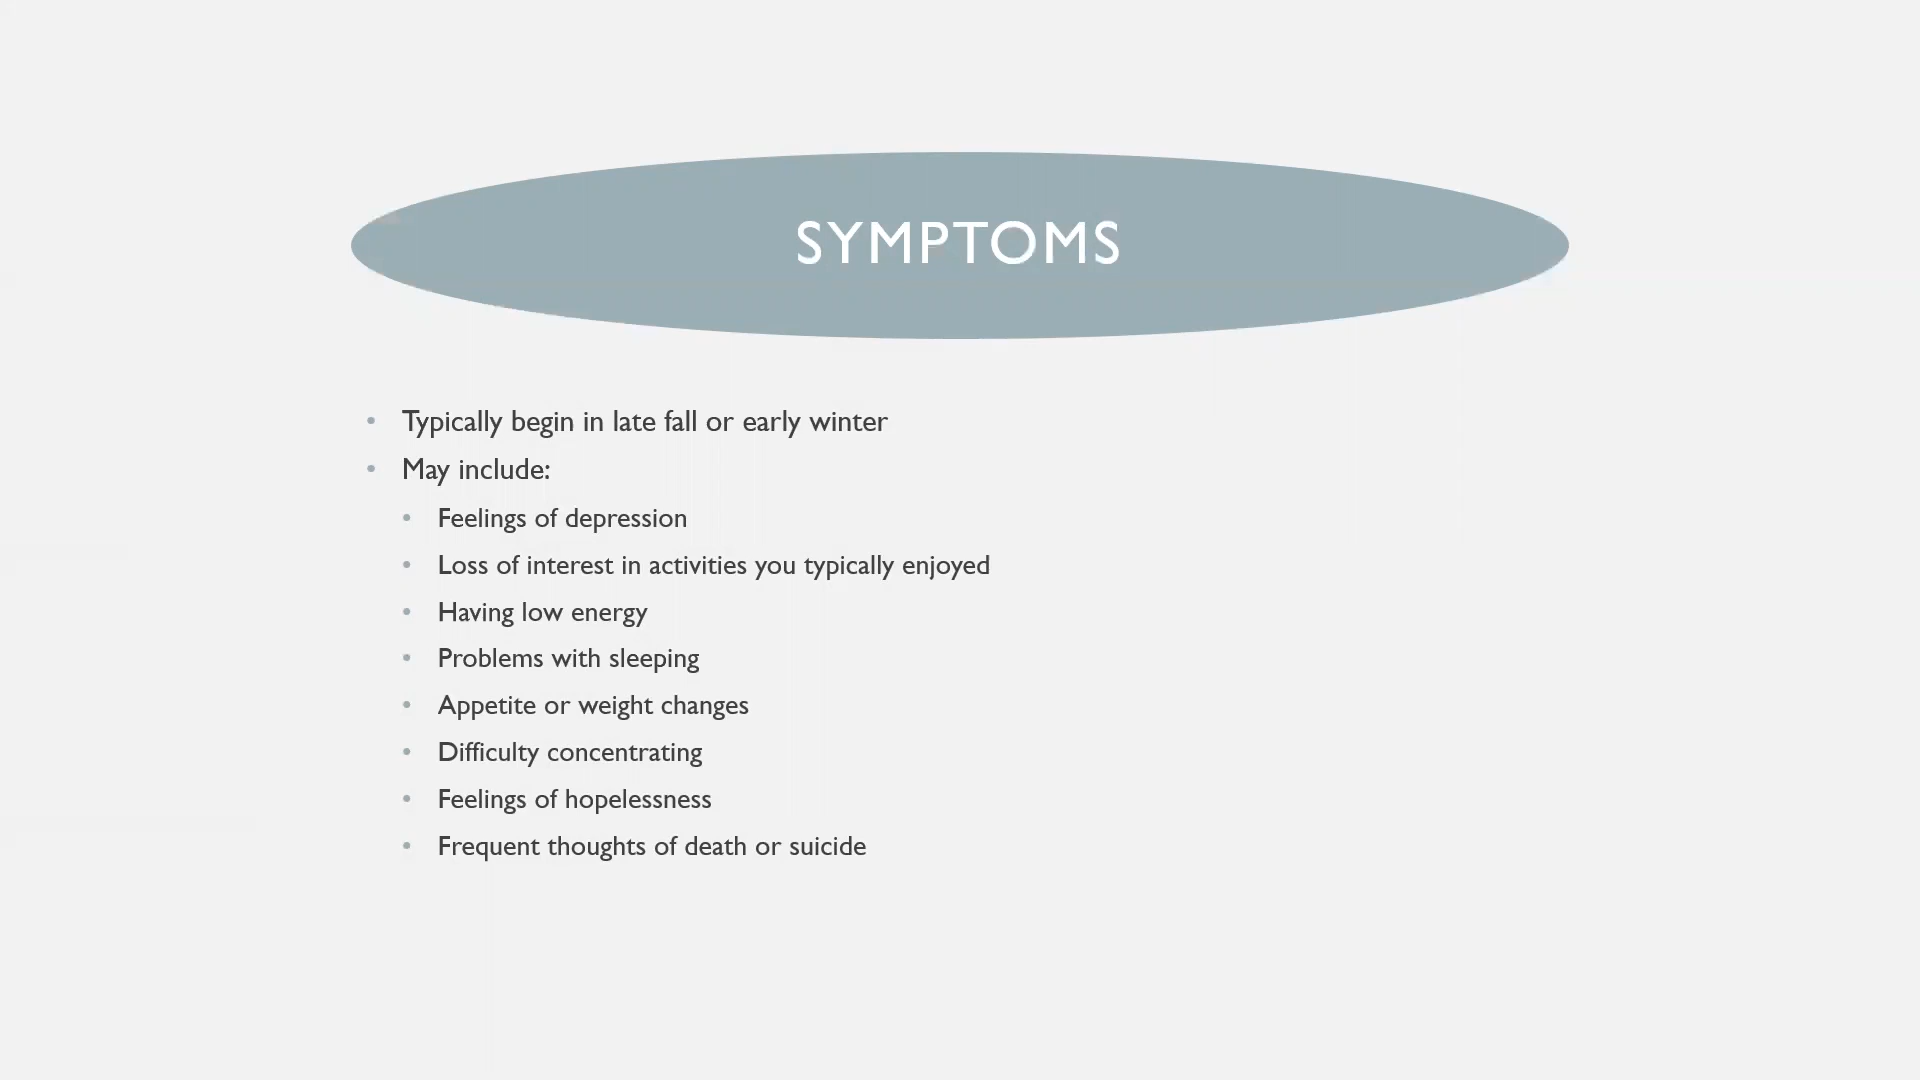 SYMPTOMS
• Typically begin in late fall or early winter
• May include:
• Feelings of depression
• Loss of interest in activities you typically enjoyed
• Having low energy
• Problems with sleeping
• Appetite or weight changes
• Difficulty concentrating
• Feelings of hopelessness
• Frequent thoughts of death or suicide